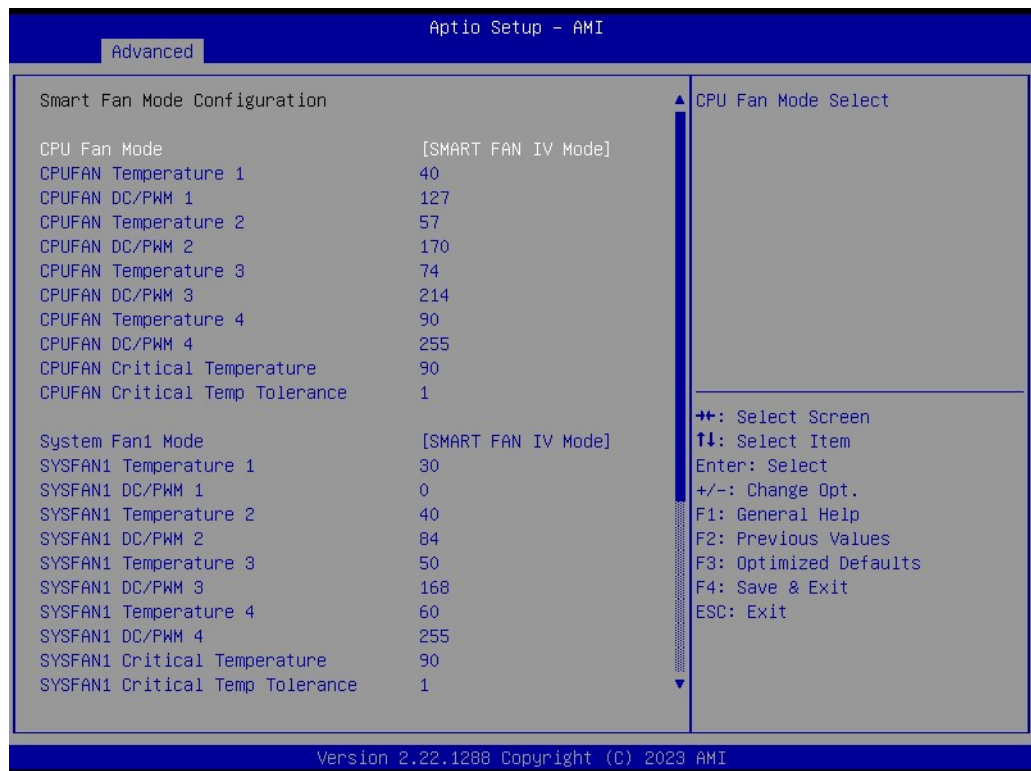 Aptio Setup – AMI
Advanced
Smart Fan Mode Configuration
CPU Fan Mode [SMART FAN IV Mode]
CPUFAN Temperature 1 40
CPUFAN DC/PWM 1 127
CPUFAN Temperature 2 57
CPUFAN DC/PWM 2 170
CPUFAN Temperature 3 74
CPUFAN DC/PWM 3 214
CPUFAN Temperature 4 90
CPUFAN DC/PWM 4 255
CPUFAN Critical Temperature 90
CPUFAN Critical Temp Tolerance 1
System Fan1 Mode [SMART FAN IV Mode]
SYSFAN1 Temperature 1 30
SYSFAN1 DC/PWM 1 0
SYSFAN1 Temperature 2 40
SYSFAN1 DC/PWM 2 84
SYSFAN1 Temperature 3 50
SYSFAN1 DC/PWM 3 168
SYSFAN1 Temperature 4 60
SYSFAN1 DC/PWM 4 255
SYSFAN1 Critical Temperature 90
SYSFAN1 Critical Temp Tolerance 1
CPU Fan Mode Select
→←: Select Screen
↑↓: Select Item
Enter: Select
+/-: Change Opt.
F1: General Help
F2: Previous Values
F3: Optimized Defaults
F4: Save & Exit
ESC: Exit
Version 2.22.1288 Copyright (C) 2023 AMI